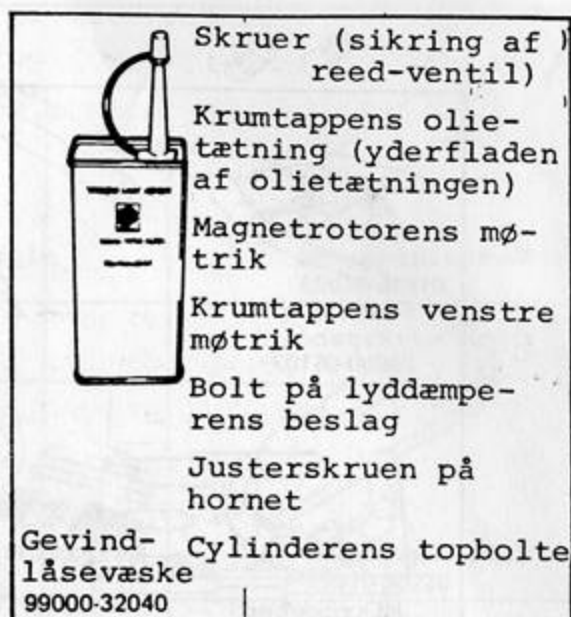 Skruer (sikring af
reed-ventil)
Krumtappens olie-
tætning (yderfladen
af olietætningen)
Magnetrotorens mø-
trik
Krumtappens venstre
møtrik
Bolt på lyddæmpe-
rens beslag
Justerskruen på
hornet
Cylinderens topbolte
Gevind-
låsevæske
99000-32040